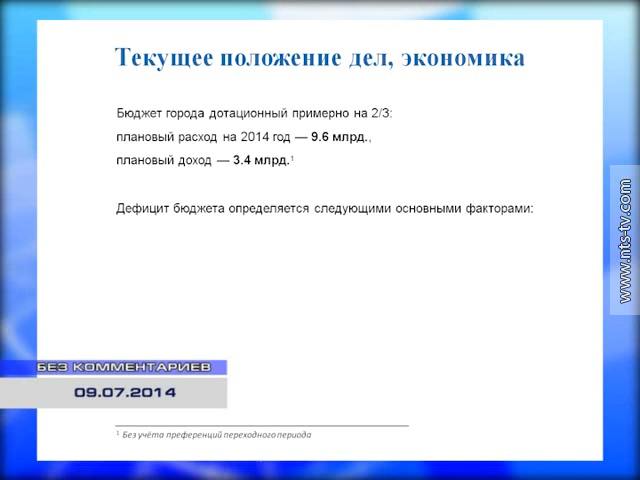 Текущее положение дел, экономика
Бюджет города дотационный примерно на 2/3:
плановый расход на 2014 год — 9.6 млрд.,
плановый доход — 3.4 млрд.¹
Дефицит бюджета определяется следующими основными факторами:
www.nts-tv.com
БЕЗ КОММЕНТАРИЕВ
09.07.2014
¹ Без учёта преференций переходного периода